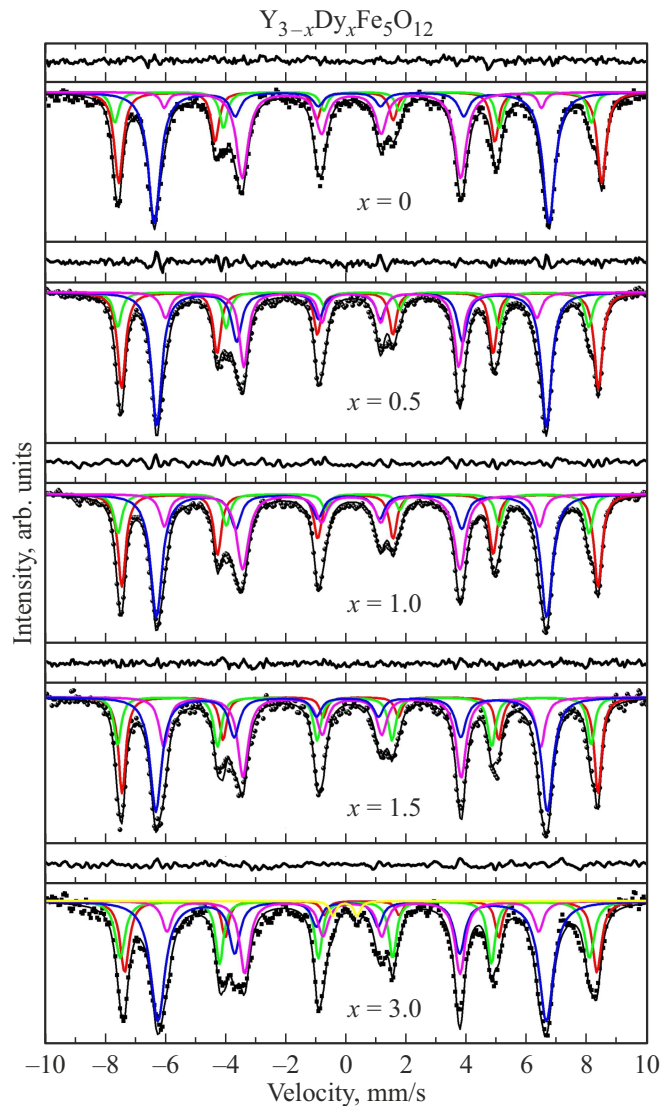 Y₃₋ₓDyₓFe₅O₁₂
x = 0
x = 0.5
x = 1.0
x = 1.5
x = 3.0
Intensity, arb. units
–10 –8 –6 –4 –2 0 2 4 6 8 10
Velocity, mm/s